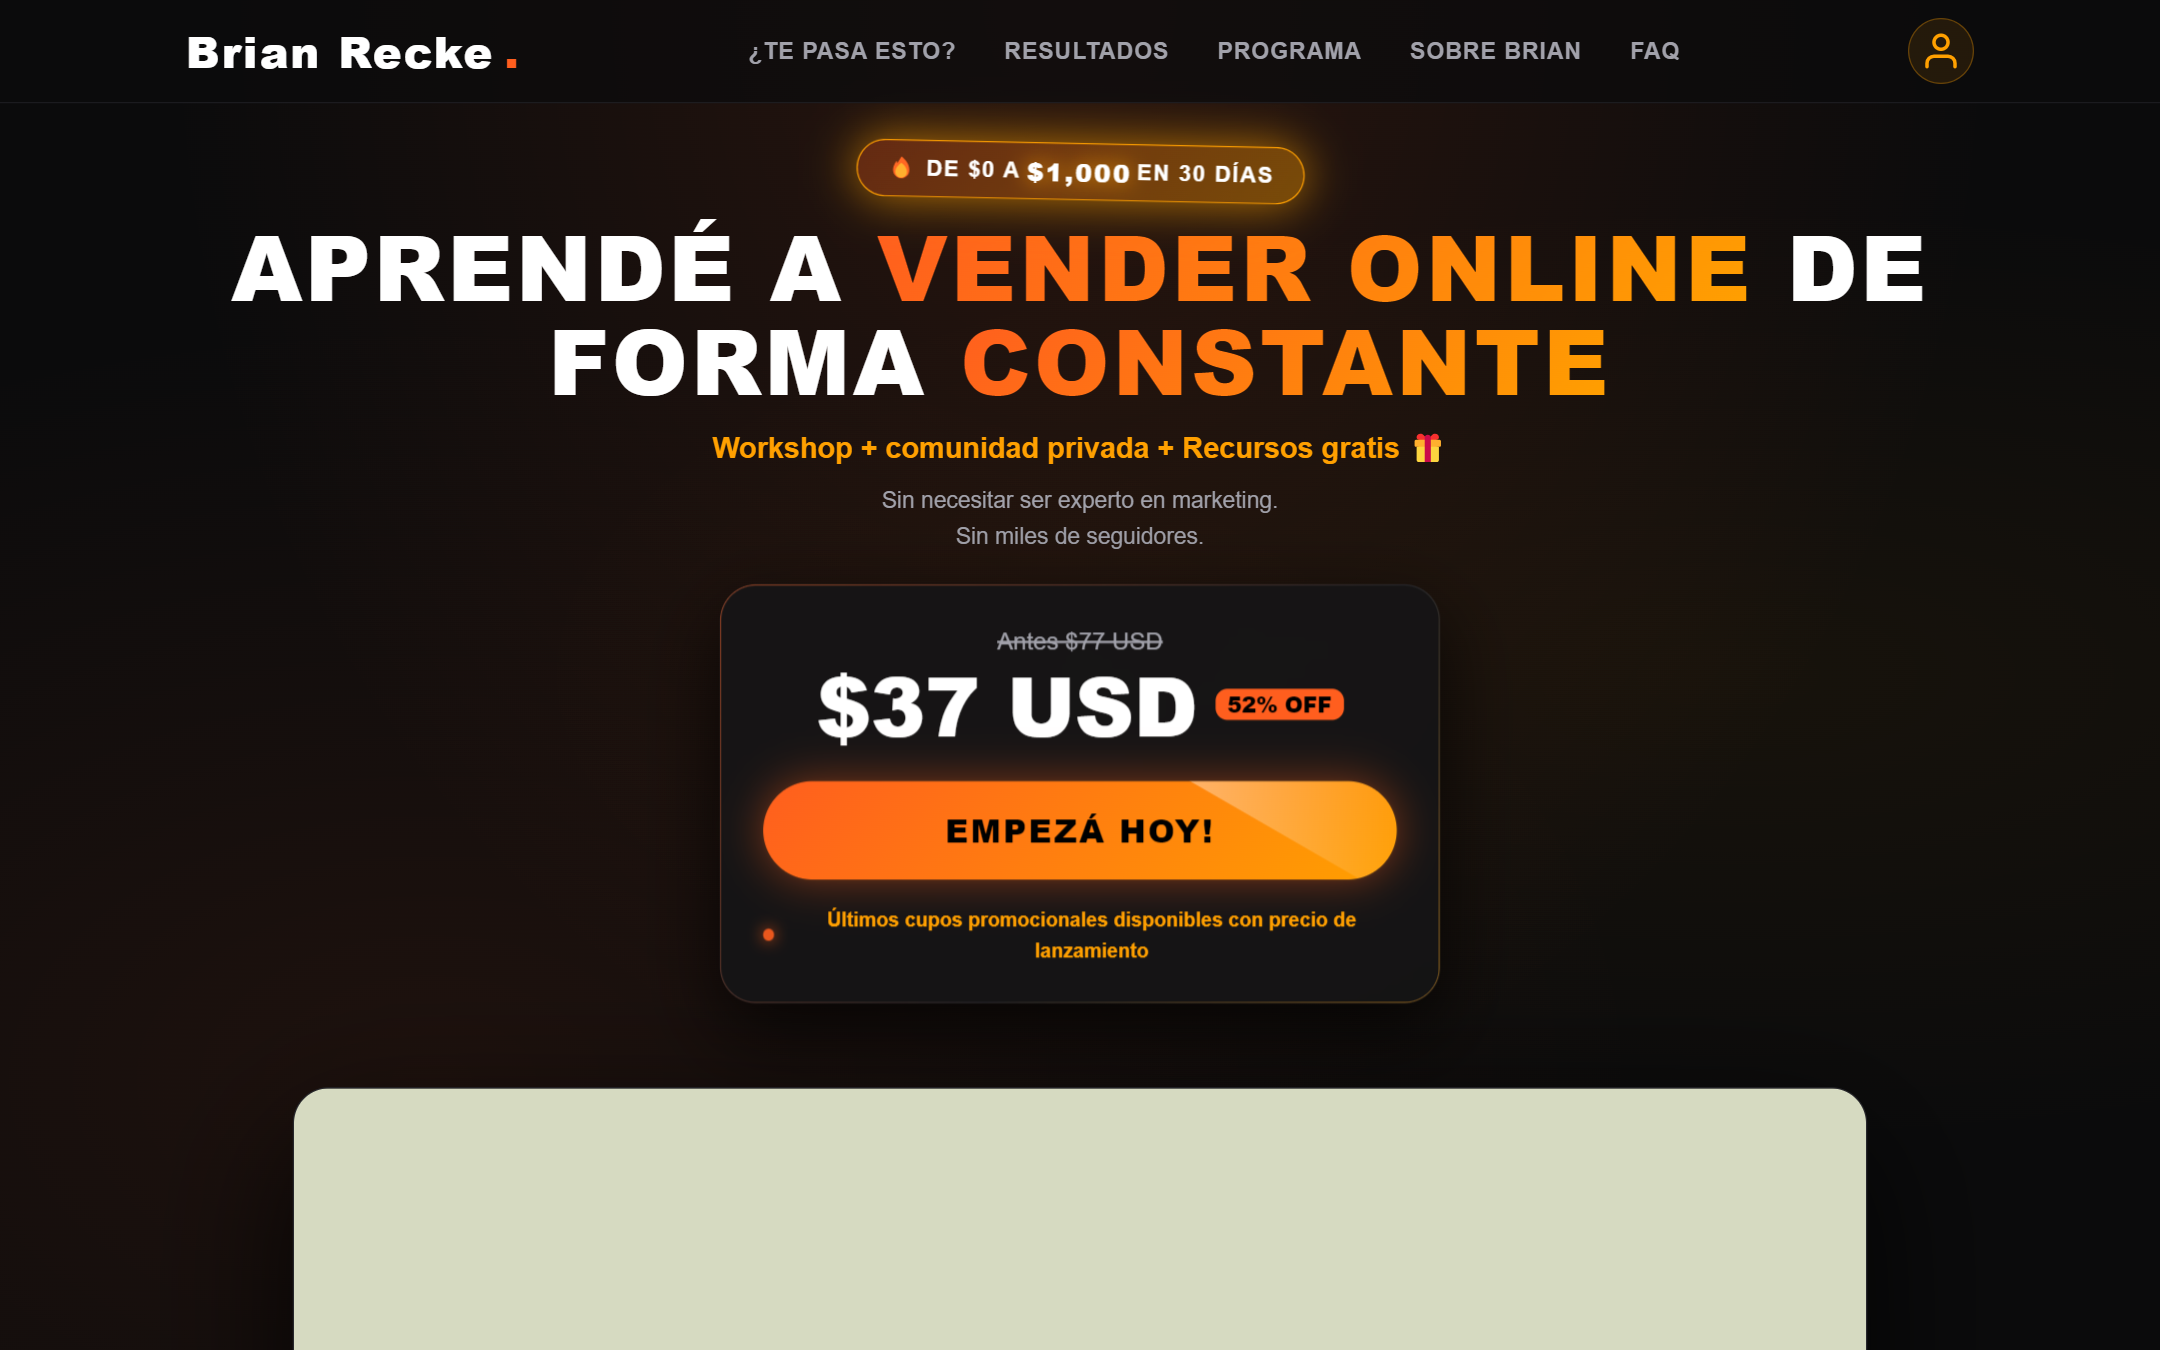 Brian Recke.
¿TE PASA ESTO?
RESULTADOS
PROGRAMA
SOBRE BRIAN
FAQ
🔥 DE $0 A $1,000 EN 30 DÍAS
APRENDÉ A VENDER ONLINE DE
FORMA CONSTANTE
Workshop + comunidad privada + Recursos gratis 🎁
Sin necesitar ser experto en marketing.
Sin miles de seguidores.
Antes $77 USD
$37 USD 52% OFF
EMPEZÁ HOY!
Últimos cupos promocionales disponibles con precio de
lanzamiento